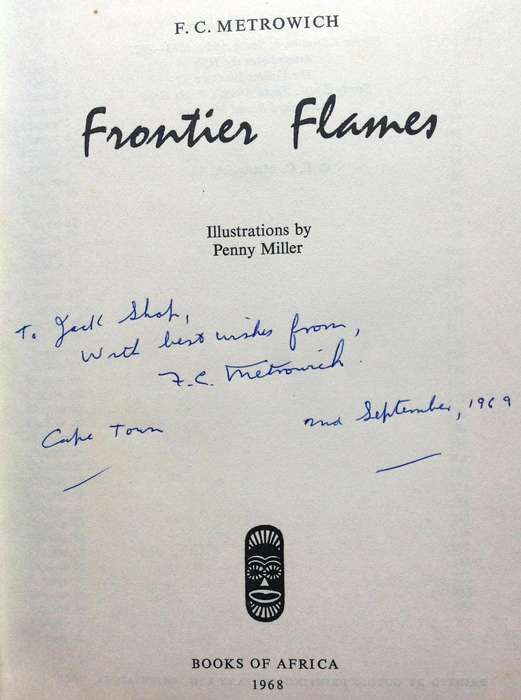 F. C. METROWICH
Frontier Flames
Illustrations by
Penny Miller
To Jack Shop,
With best wishes from,
F.C. Metrowich.
Cape Town
2nd September, 1969
BOOKS OF AFRICA
1968